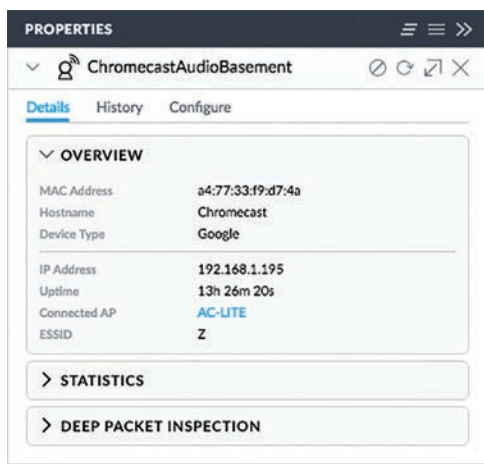 PROPERTIES
ChromecastAudioBasement
Details History Configure
OVERVIEW
MAC Address a4:77:33:f9:d7:4a
Hostname Chromecast
Device Type Google
IP Address 192.168.1.195
Uptime 13h 26m 20s
Connected AP AC-LITE
ESSID Z
STATISTICS
DEEP PACKET INSPECTION